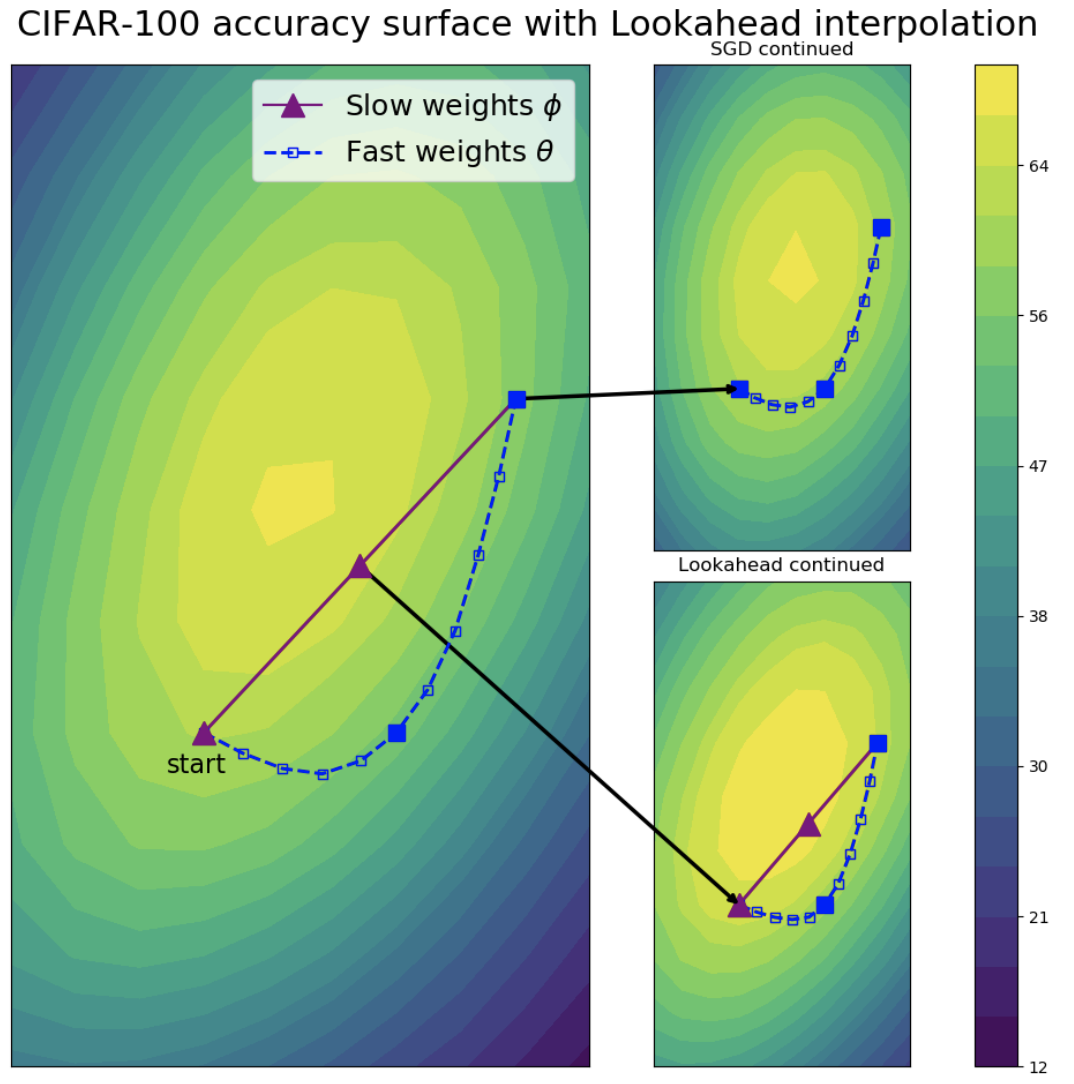 CIFAR-100 accuracy surface with Lookahead interpolation
Slow weights ϕ
Fast weights θ
start
SGD continued
Lookahead continued
64
56
47
38
30
21
12